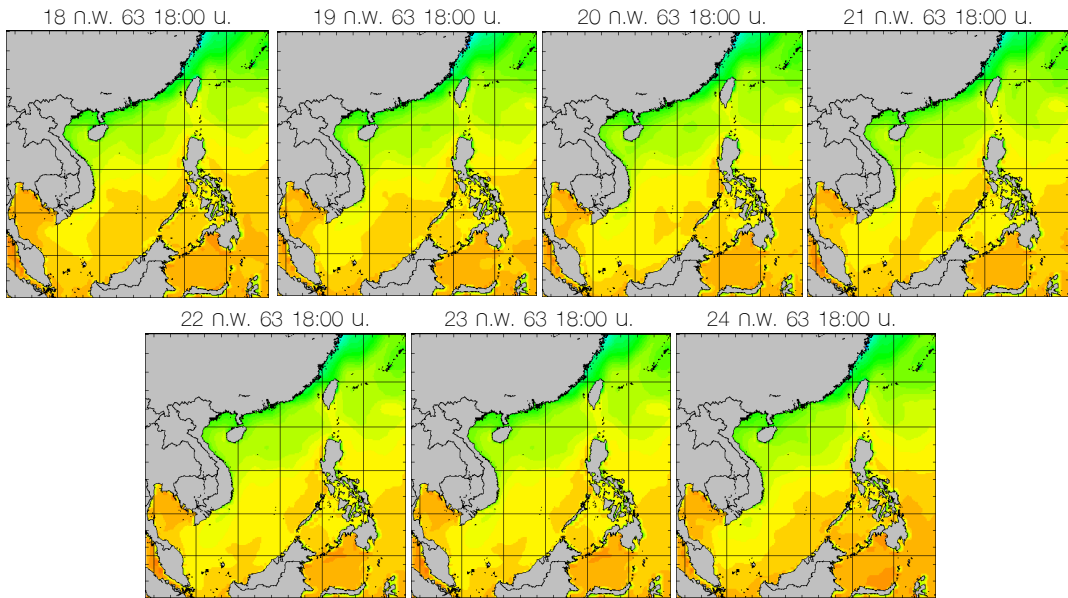 18 ก.พ. 63 18:00 น.
19 ก.พ. 63 18:00 น.
20 ก.พ. 63 18:00 น.
21 ก.พ. 63 18:00 น.
22 ก.พ. 63 18:00 น.
23 ก.พ. 63 18:00 น.
24 ก.พ. 63 18:00 น.